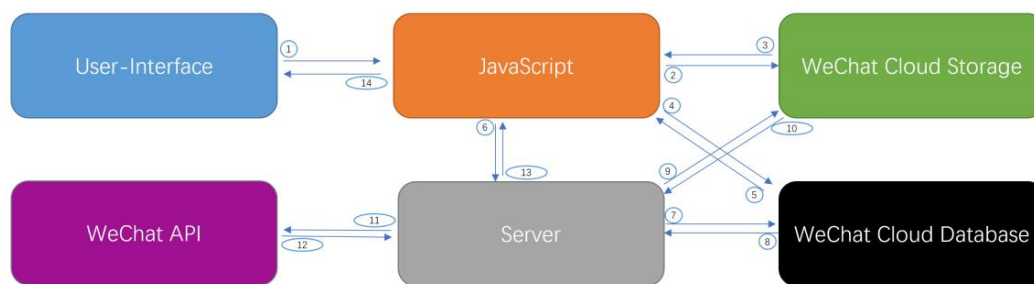 User-Interface
1
14
JavaScript
3
2
WeChat Cloud Storage
6
13
4
5
9
10
WeChat API
11
12
Server
7
8
WeChat Cloud Database